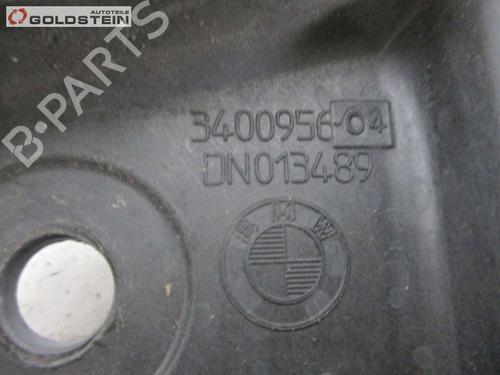 AUTOTEILE
GOLDSTEIN
B-PARTS
3400956-04
DN013489
BMW